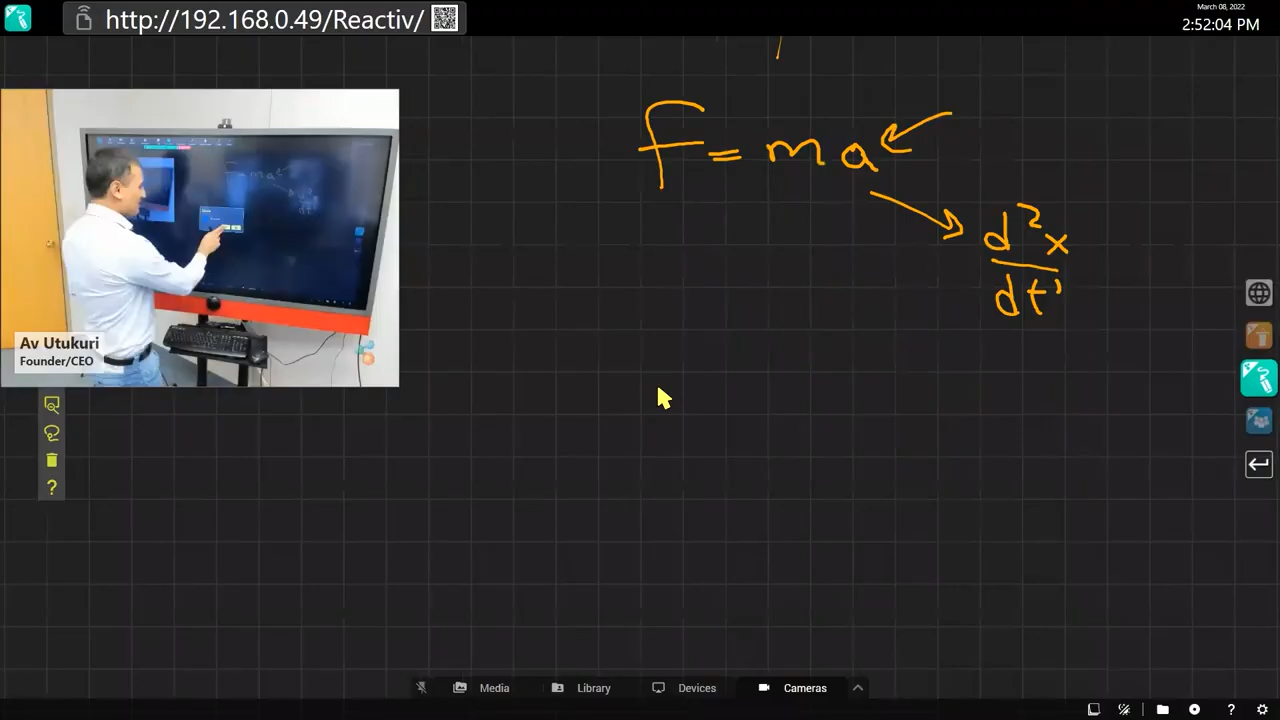 March 08, 2022
http://192.168.0.49/Reactiv/
2:52:04 PM
F = ma
d²x
dt'
Av Utukuri
Founder/CEO
?
Media Library Devices Cameras
?